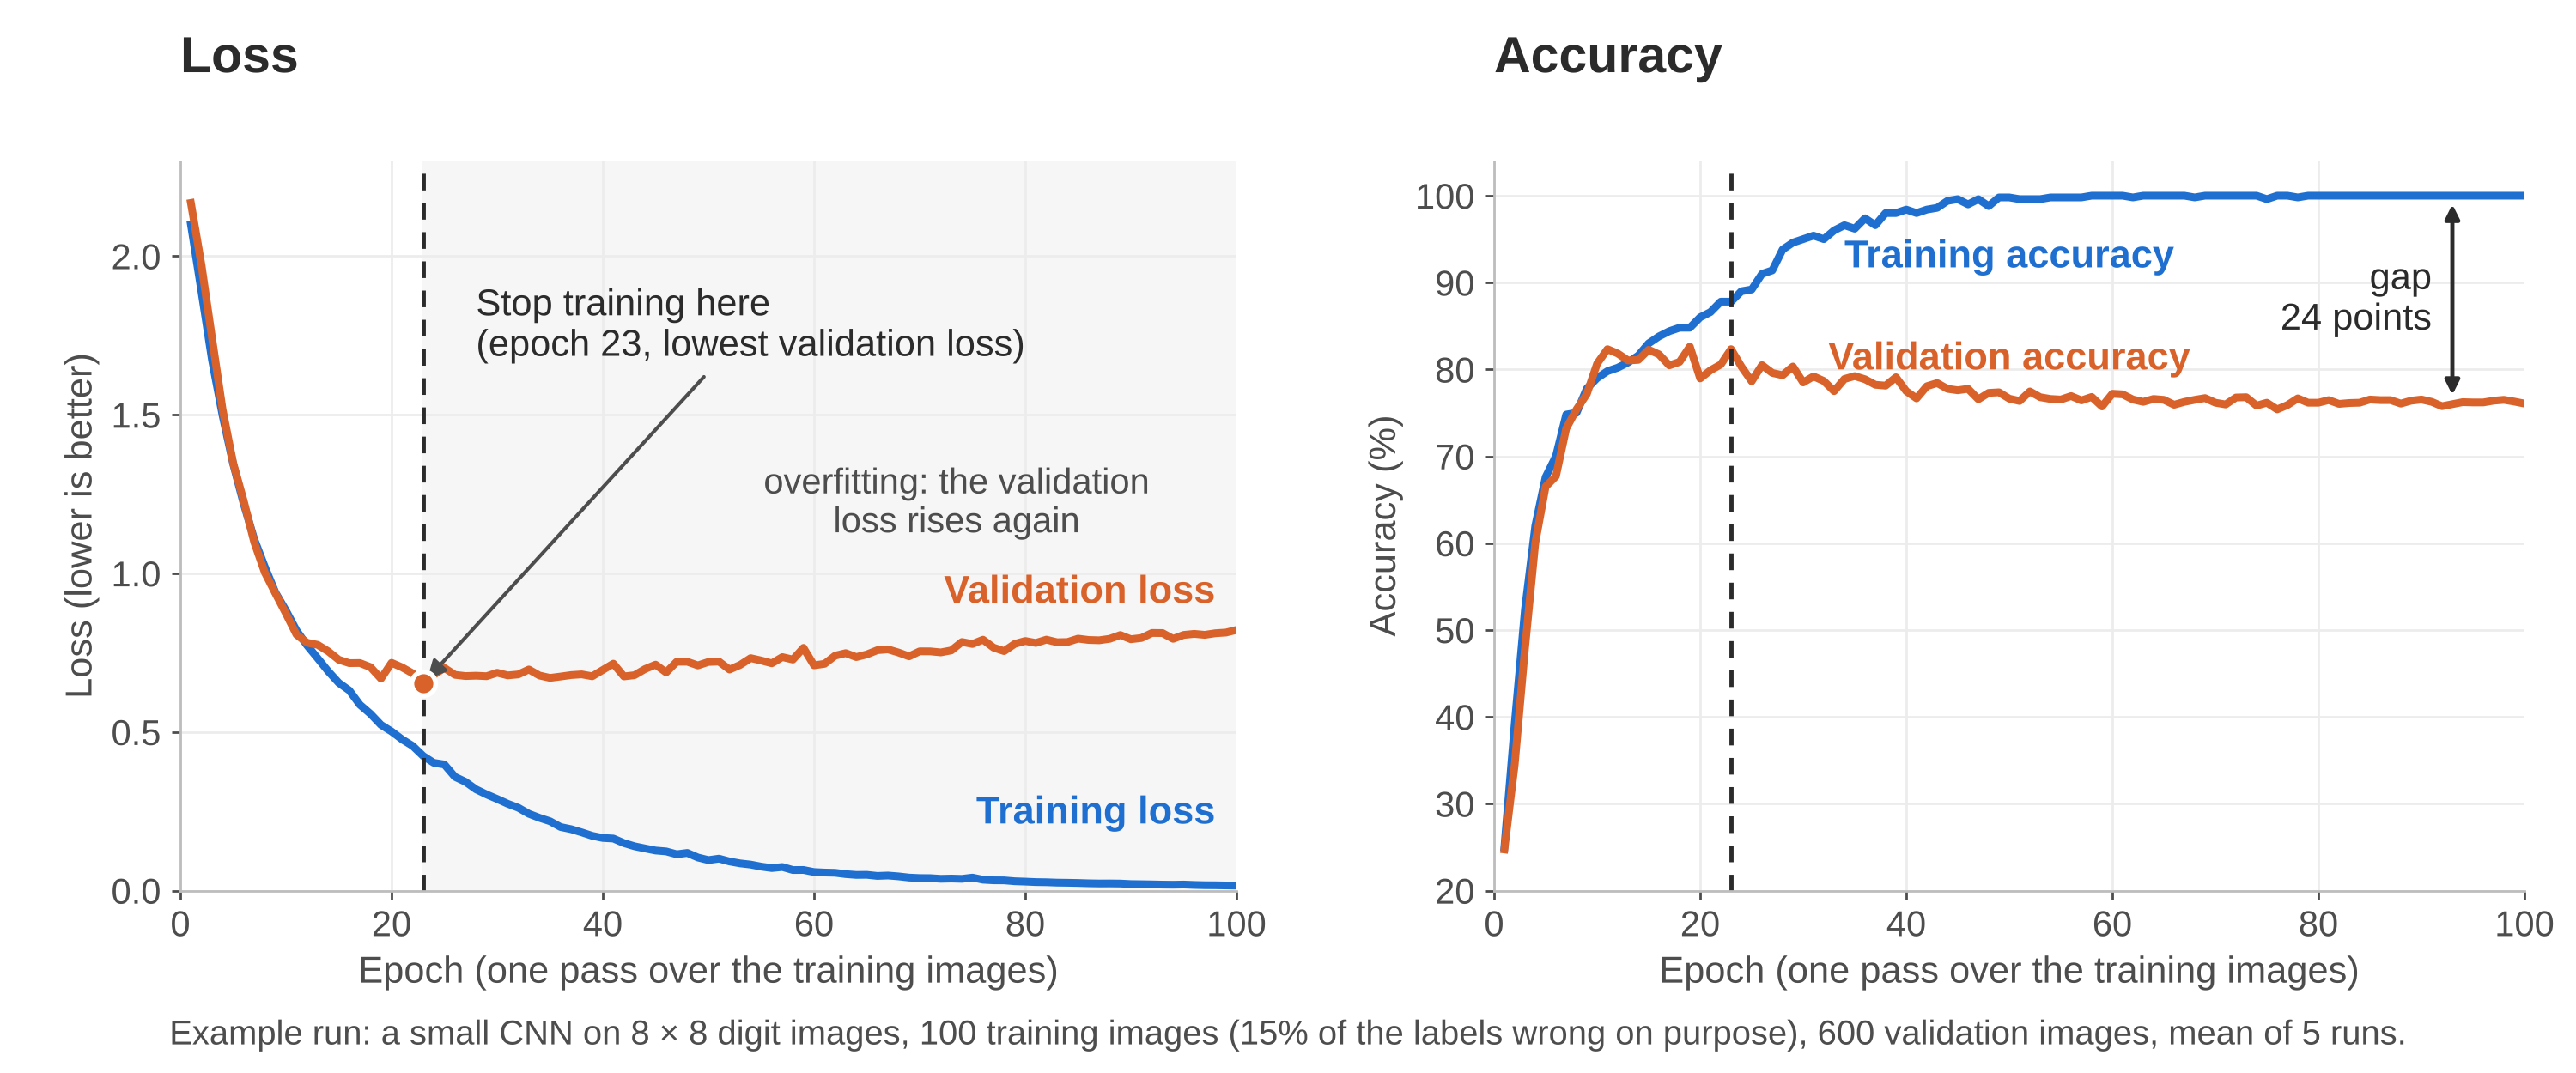 Loss
Loss (lower is better)
2.0
1.5
1.0
0.5
0.0
Stop training here
(epoch 23, lowest validation loss)
overfitting: the validation
loss rises again
Validation loss
Training loss
0 20 40 60 80 100
Epoch (one pass over the training images)
Accuracy
Accuracy (%)
100
90
80
70
60
50
40
30
20
Training accuracy
gap
24 points
Validation accuracy
0 20 40 60 80 100
Epoch (one pass over the training images)
Example run: a small CNN on 8 × 8 digit images, 100 training images (15% of the labels wrong on purpose), 600 validation images, mean of 5 runs.